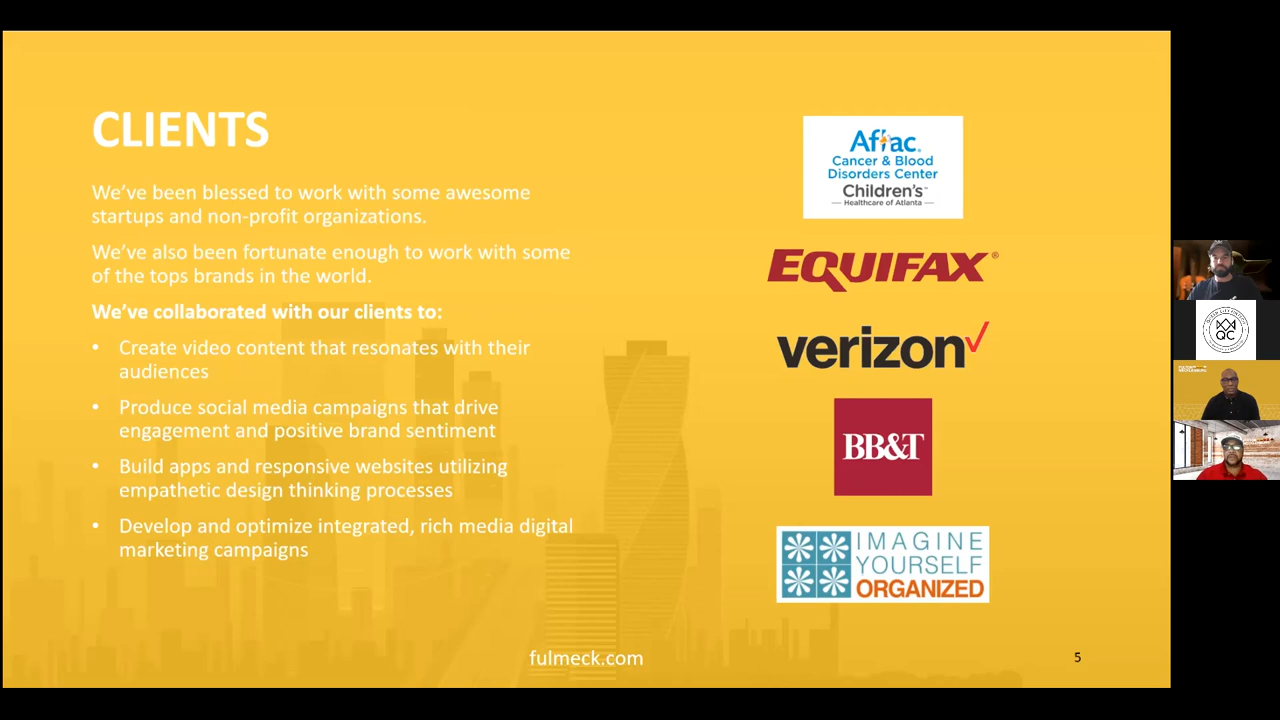 CLIENTS
We've been blessed to work with some awesome
startups and non-profit organizations.
We've also been fortunate enough to work with some
of the tops brands in the world.
We've collaborated with our clients to:
• Create video content that resonates with their
audiences
• Produce social media campaigns that drive
engagement and positive brand sentiment
• Build apps and responsive websites utilizing
empathetic design thinking processes
• Develop and optimize integrated, rich media digital
marketing campaigns
Aflac.
Cancer & Blood
Disorders Center
Children's™
Healthcare of Atlanta
EQUIFAX®
verizon✓
BB&T
IMAGINE
YOURSELF
ORGANIZED
fulmeck.com
5
QC